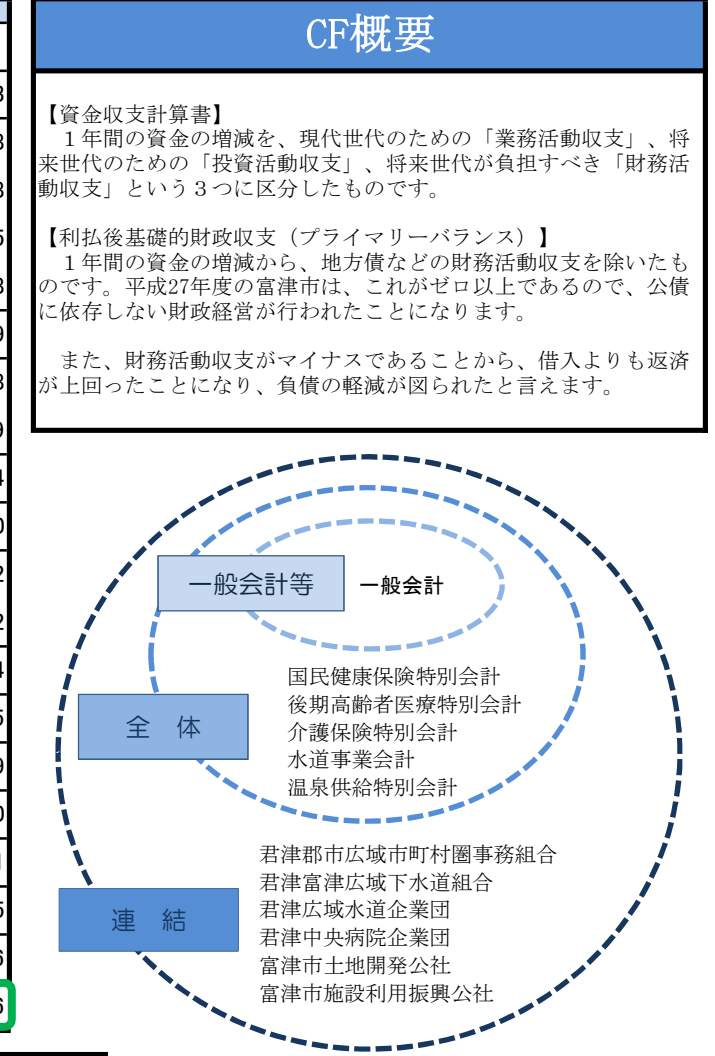 CF概要
【資金収支計算書】
　１年間の資金の増減を、現代世代のための「業務活動収支」、将
来世代のための「投資活動収支」、将来世代が負担すべき「財務活
動収支」という３つに区分したものです。
【利払後基礎的財政収支（プライマリーバランス）】
　１年間の資金の増減から、地方債などの財務活動収支を除いたも
のです。平成27年度の富津市は、これがゼロ以上であるので、公債
に依存しない財政経営が行われたことになります。
　また、財務活動収支がマイナスであることから、借入よりも返済
が上回ったことになり、負債の軽減が図られたと言えます。
一般会計等
一般会計
国民健康保険特別会計
後期高齢者医療特別会計
全　体
介護保険特別会計
水道事業会計
温泉供給特別会計
君津郡市広域市町村圏事務組合
君津富津広域下水道組合
連　結
君津広域水道企業団
君津中央病院企業団
富津市土地開発公社
富津市施設利用振興公社